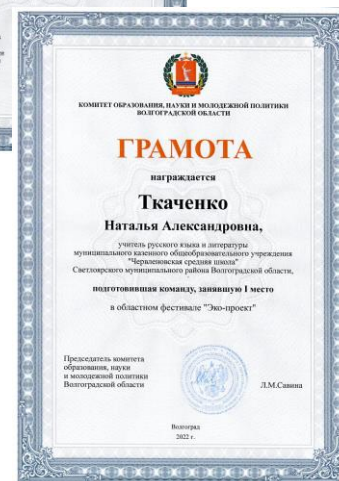 КОМИТЕТ ОБРАЗОВАНИЯ, НАУКИ И МОЛОДЕЖНОЙ ПОЛИТИКИ
ВОЛГОГРАДСКОЙ ОБЛАСТИ
ГРАМОТА
награждается
Ткаченко
Наталья Александровна,
учитель русского языка и литературы
муниципального казенного общеобразовательного учреждения
"Червленовская средняя школа"
Светлоярского муниципального района Волгоградской области,
подготовившая команду, занявшую I место
в областном фестивале "Эко-проект"
Председатель комитета
образования, науки
и молодежной политики
Волгоградской области
Л.М.Савина
Волгоград
2022 г.